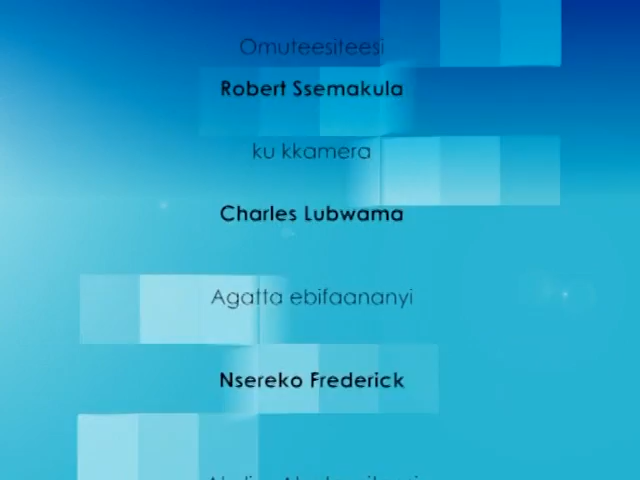 Omuteesiteesi
Robert Ssemakula
ku kkamera
Charles Lubwama
Agatta ebifaananyi
Nsereko Frederick